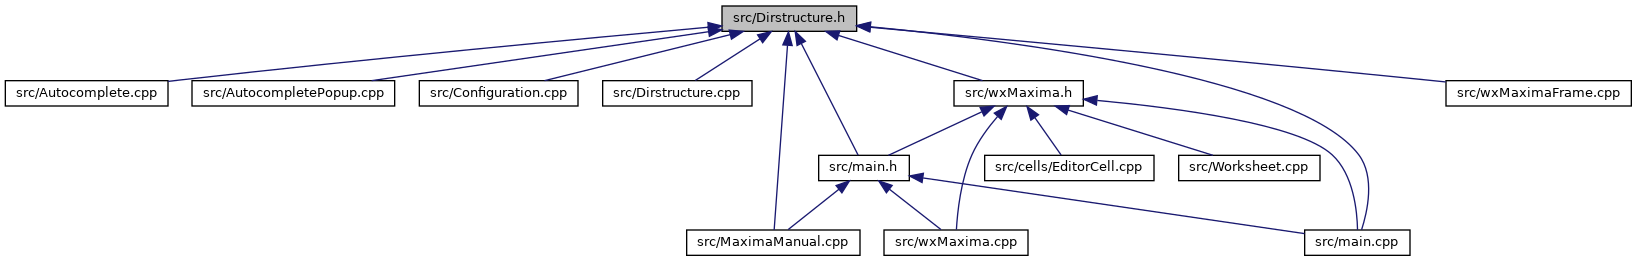 src/Dirstructure.h
src/Autocomplete.cpp
src/AutocompletePopup.cpp
src/Configuration.cpp
src/Dirstructure.cpp
src/wxMaxima.h
src/wxMaximaFrame.cpp
src/main.h
src/cells/EditorCell.cpp
src/Worksheet.cpp
src/MaximaManual.cpp
src/wxMaxima.cpp
src/main.cpp